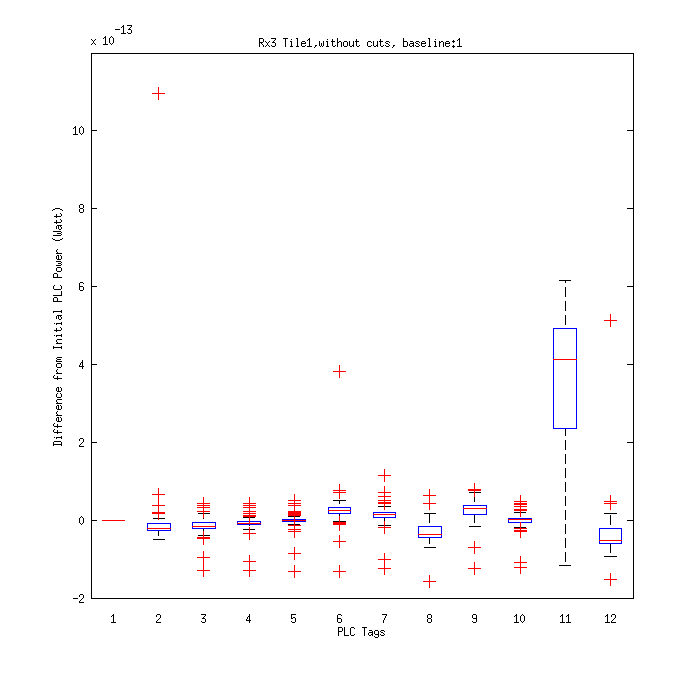 x 10-13
Rx3 Tile1,without cuts, baseline:1
Difference from Initial PLC Power (Watt)
10
8
6
4
2
0
-2
1 2 3 4 5 6 7 8 9 10 11 12
PLC Tags